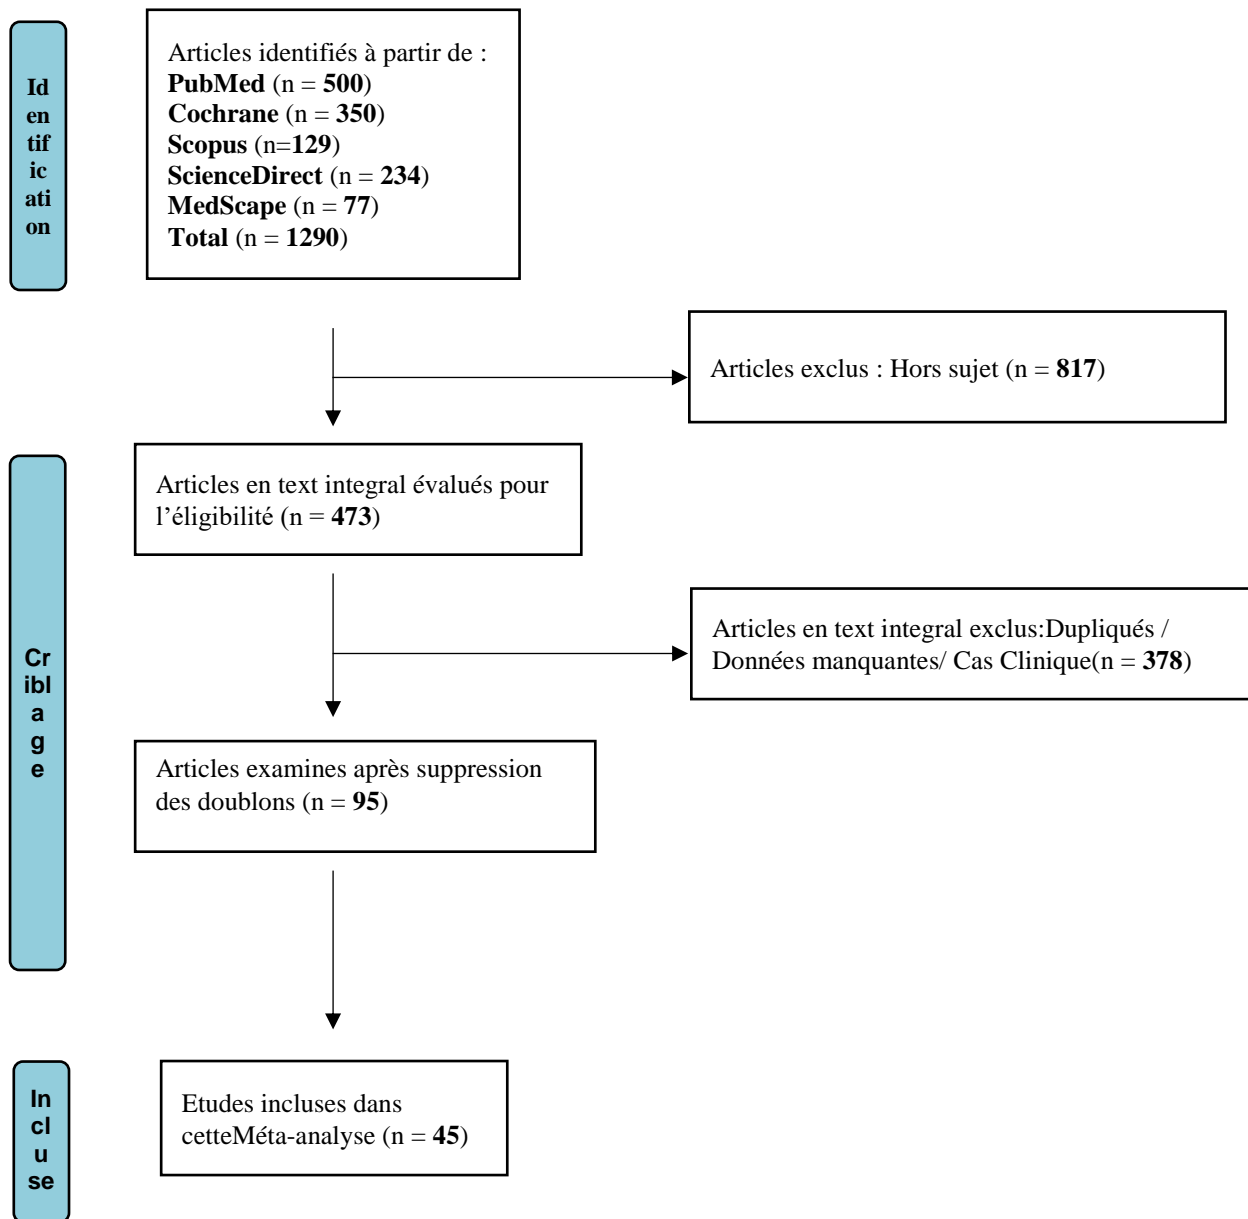 Id
en
tif
ic
ati
on
Articles identifiés à partir de :
PubMed (n = 500)
Cochrane (n = 350)
Scopus (n=129)
ScienceDirect (n = 234)
MedScape (n = 77)
Total (n = 1290)
Articles exclus : Hors sujet (n = 817)
Cr
ibl
a
g
e
Articles en text integral évalués pour
l’éligibilité (n = 473)
Articles en text integral exclus:Dupliqués /
Données manquantes/ Cas Clinique(n = 378)
Articles examines après suppression
des doublons (n = 95)
In
cl
u
se
Etudes incluses dans
cetteMéta-analyse (n = 45)